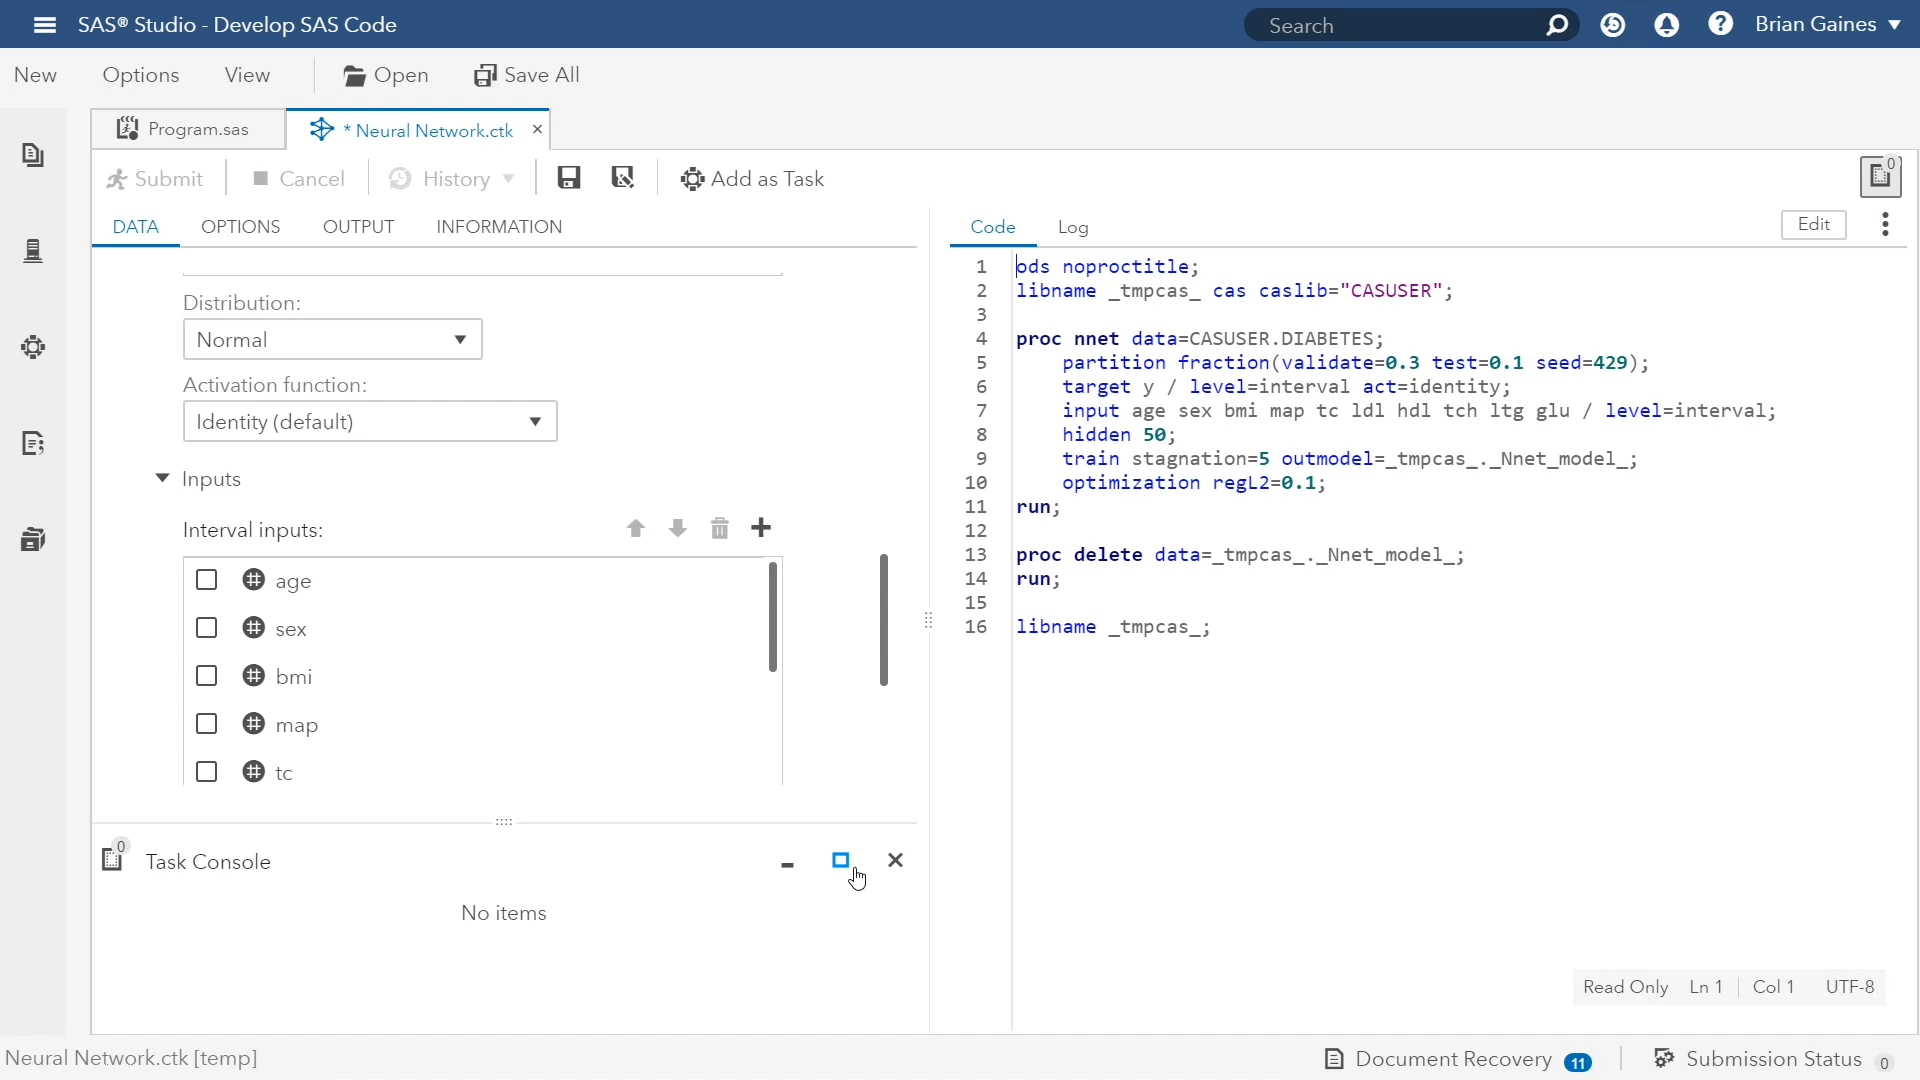 SAS® Studio - Develop SAS Code
Search
Brian Gaines
New
Options
View
Open
Save All
Program.sas
* Neural Network.ctk
Submit
Cancel
History
Add as Task
0
DATA
OPTIONS
OUTPUT
INFORMATION
Distribution:
Normal
Activation function:
Identity (default)
Inputs
Interval inputs:
age
sex
bmi
map
tc
0
Task Console
No items
Code
Log
Edit
1 ods noproctitle;
2 libname _tmpcas_ cas caslib="CASUSER";
3
4 proc nnet data=CASUSER.DIABETES;
5 partition fraction(validate=0.3 test=0.1 seed=429);
6 target y / level=interval act=identity;
7 input age sex bmi map tc ldl hdl tch ltg glu / level=interval;
8 hidden 50;
9 train stagnation=5 outmodel=_tmpcas_._Nnet_model_;
10 optimization regL2=0.1;
11 run;
12
13 proc delete data=_tmpcas_._Nnet_model_;
14 run;
15
16 libname _tmpcas_;
Read Only Ln 1 Col 1 UTF-8
Neural Network.ctk [temp]
Document Recovery 11
Submission Status 0